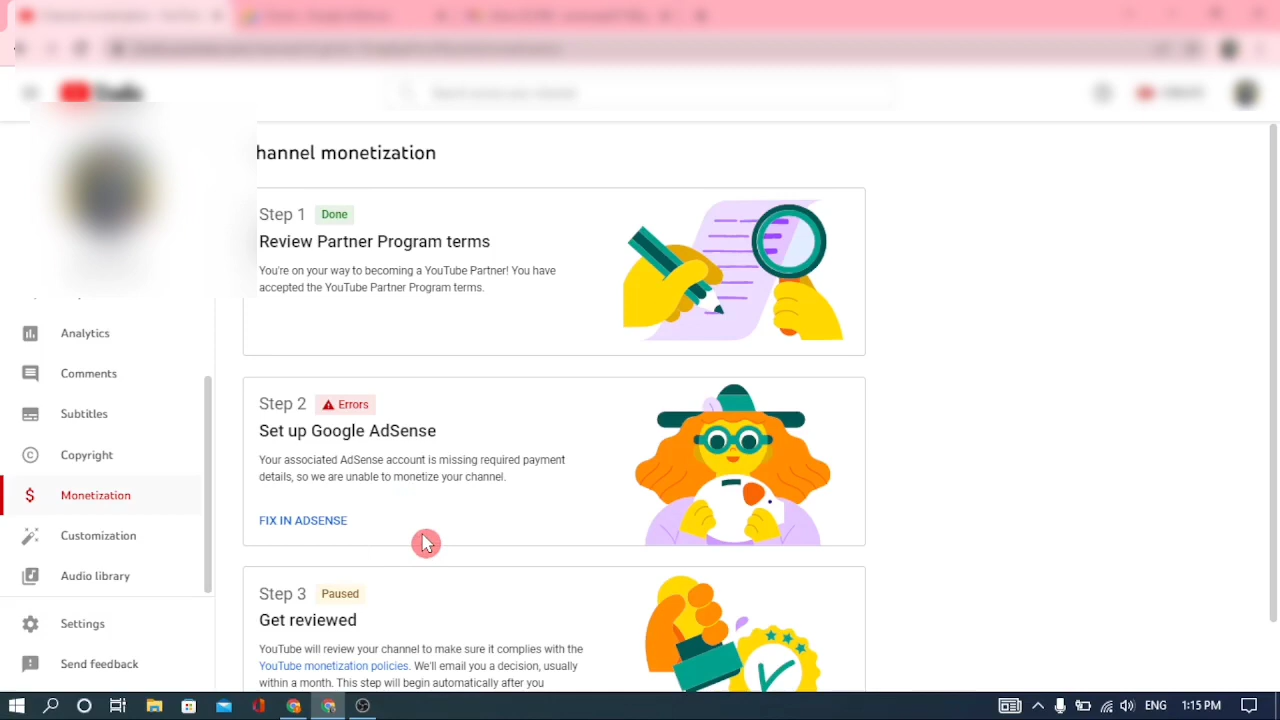 hannel monetization
Step 1 Done
Review Partner Program terms
You're on your way to becoming a YouTube Partner! You have
accepted the YouTube Partner Program terms.
Analytics
Comments
Subtitles
Copyright
Monetization
Customization
Audio library
Settings
Send feedback
Step 2 Errors
Set up Google AdSense
Your associated AdSense account is missing required payment
details, so we are unable to monetize your channel.
FIX IN ADSENSE
Step 3 Paused
Get reviewed
YouTube will review your channel to make sure it complies with the
YouTube monetization policies. We'll email you a decision, usually
within a month. This step will begin automatically after you
ENG 1:15 PM